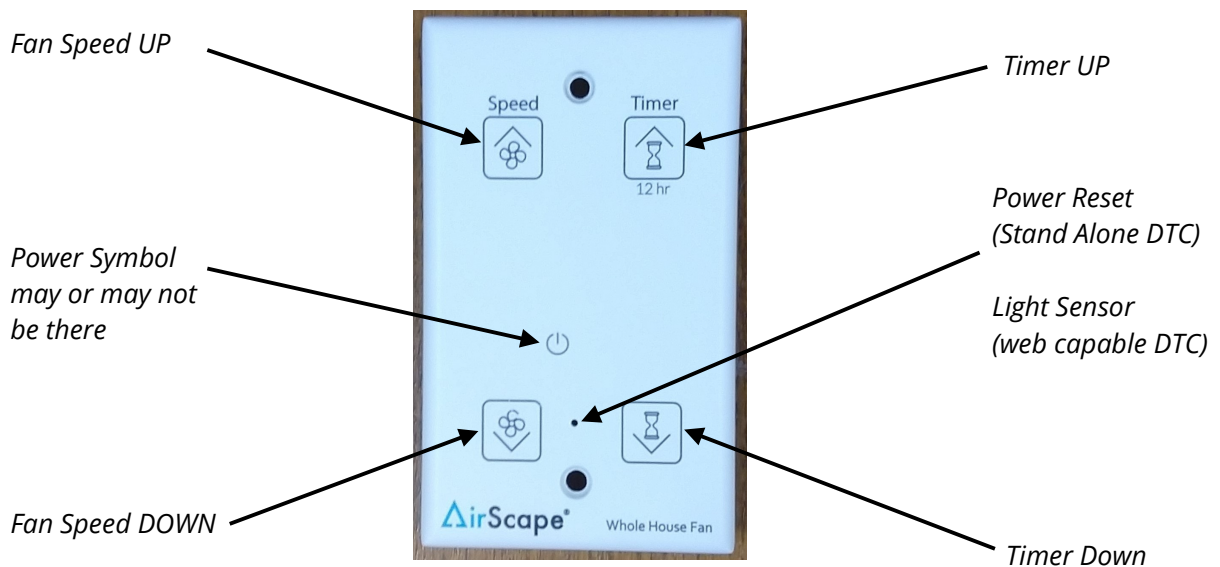 Fan Speed UP
Timer UP
Speed
Timer
12 hr
Power Reset
(Stand Alone DTC)
Light Sensor
(web capable DTC)
Power Symbol
may or may not
be there
Fan Speed DOWN
AirScape®
Whole House Fan
Timer Down